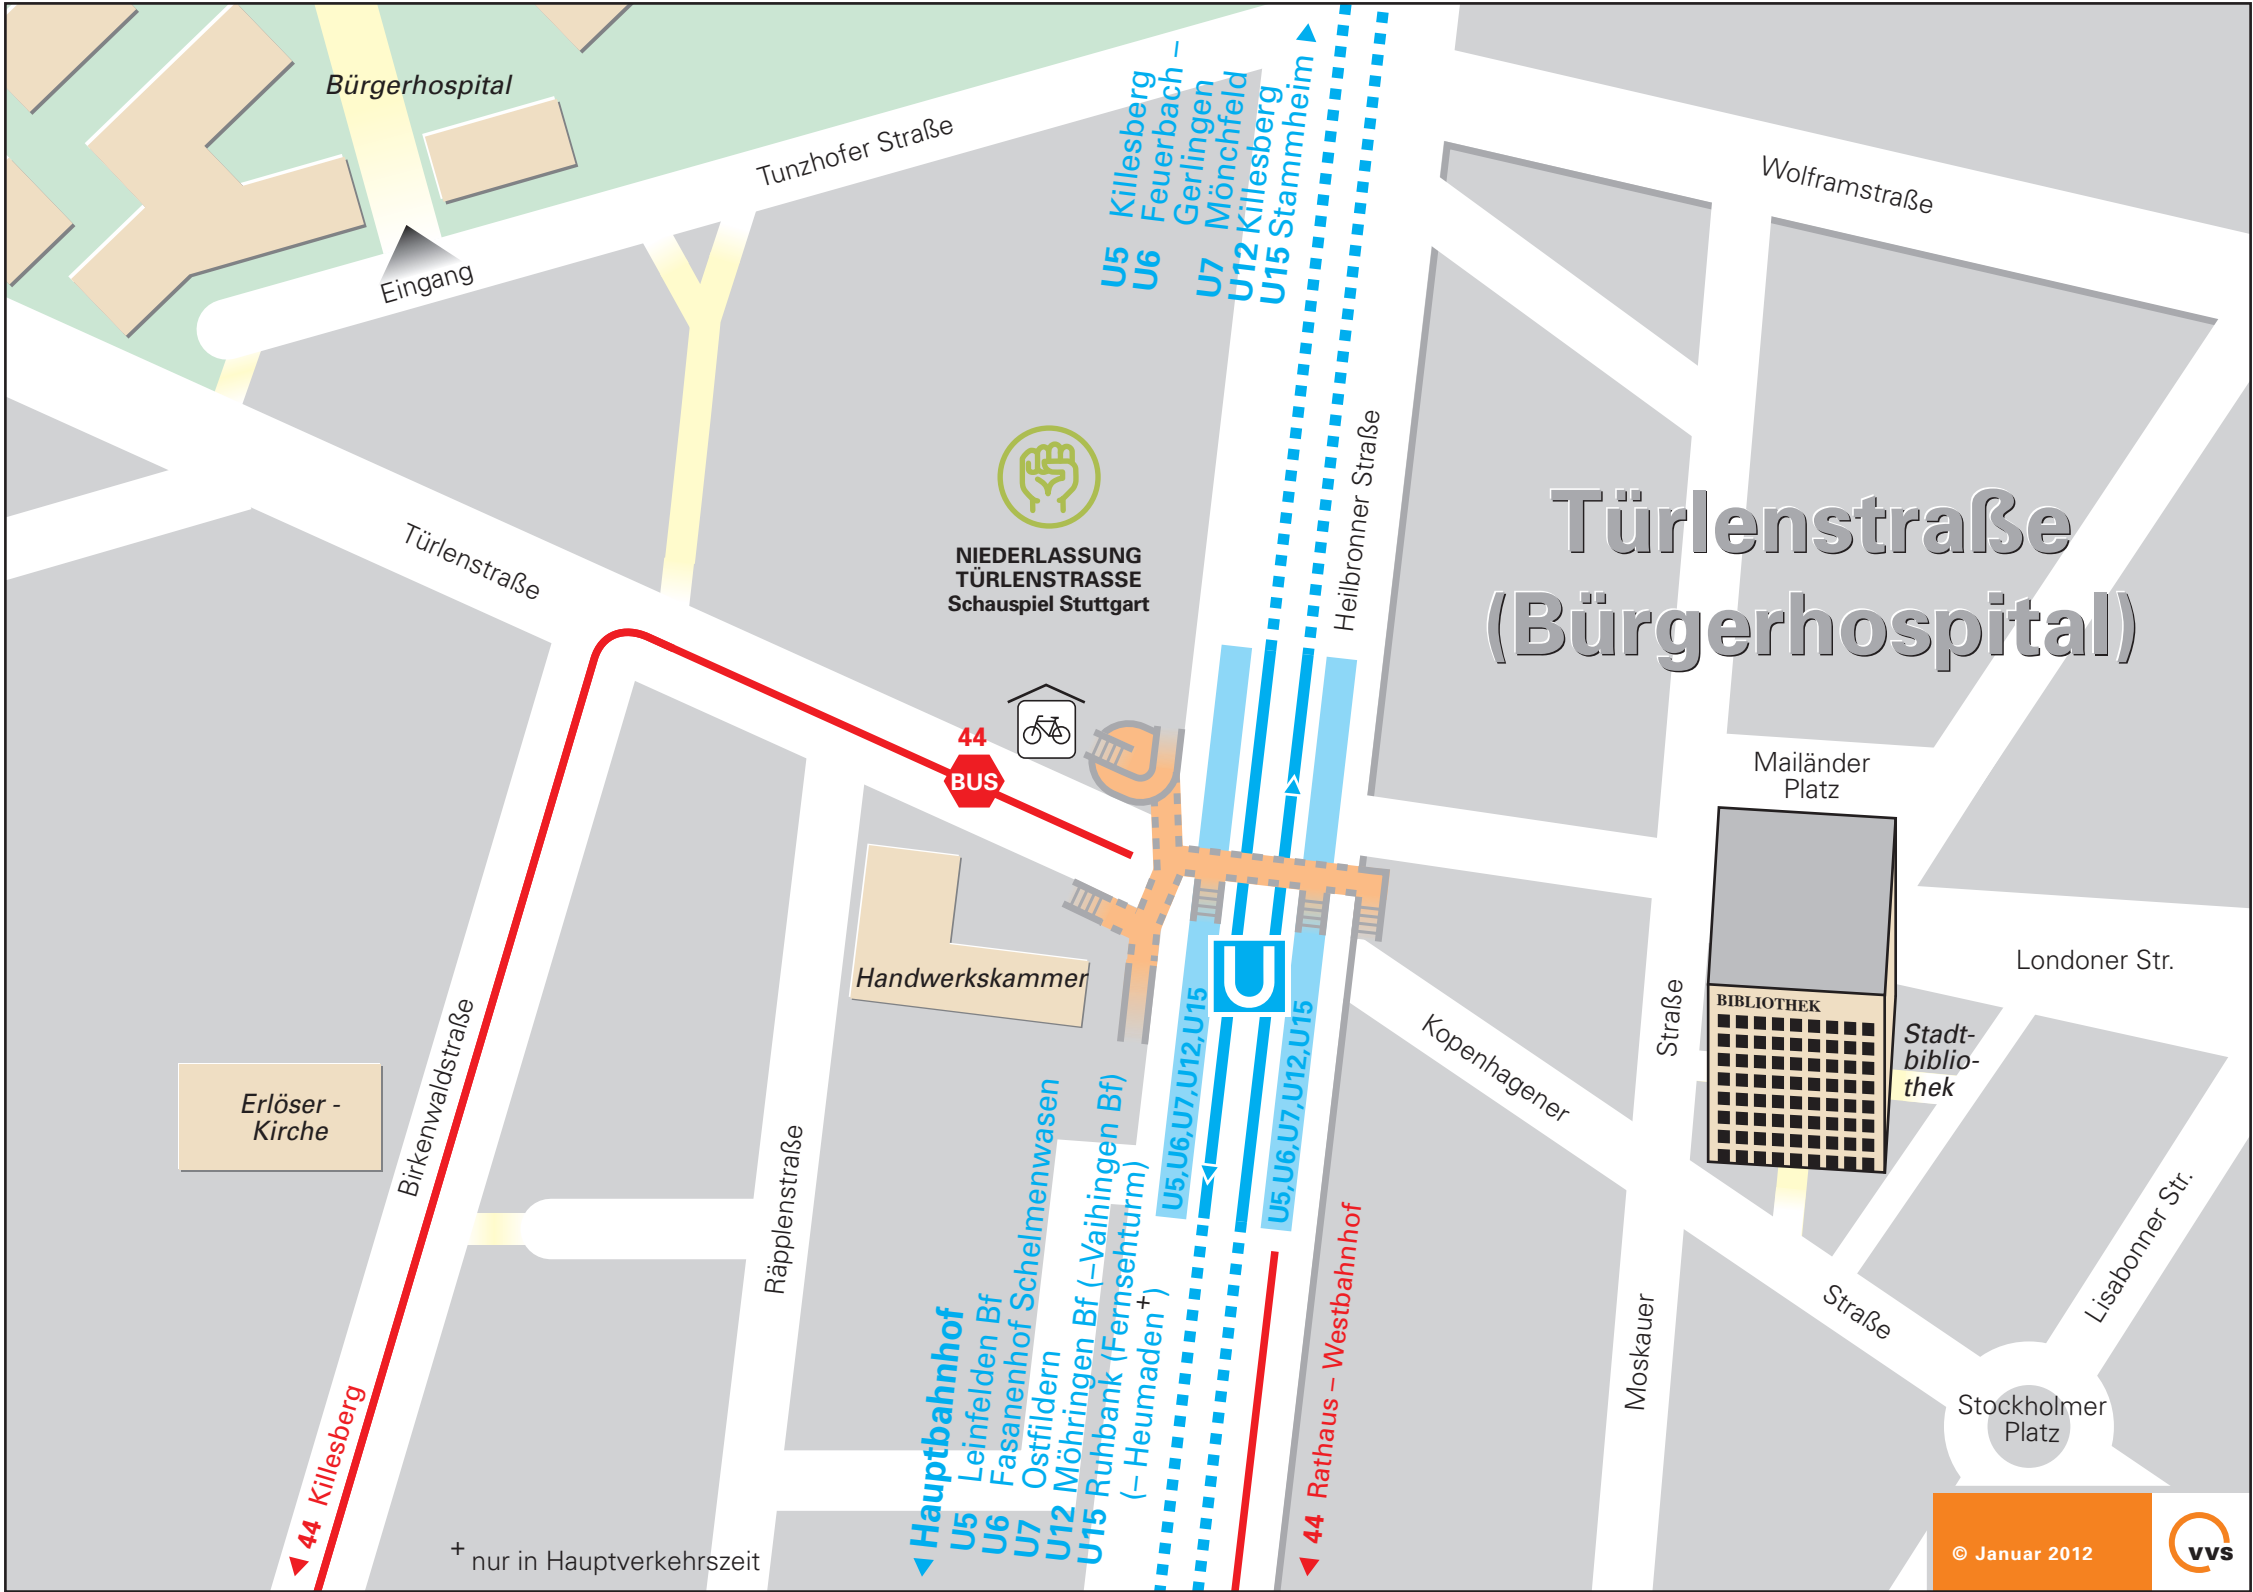 Bürgerhospital
Eingang
Tunzhofer Straße
U5 Killesberg
U6 Feuerbach –
Gerlingen
U7 Mönchfeld
U12 Killesberg
U15 Stammheim
Wolframstraße
Heilbronner Straße
Türlenstraße
(Bürgerhospital)
Türlenstraße
NIEDERLASSUNG
TÜRLENSTRASSE
Schauspiel Stuttgart
44
BUS
Mailänder
Platz
Londoner Str.
BIBLIOTHEK
Stadt-
biblio-
thek
Handwerkskammer
U
U5,U6,U7,U12,U15
U5,U6,U7,U12,U15
Kopenhagener
Straße
Moskauer
Straße
Lisabonner Str.
Stockholmer
Platz
Erlöser -
Kirche
Birkenwaldstraße
Räpplenstraße
44 Killesberg
Hauptbahnhof
U5 Leinfelden Bf
U6 Fasanenhof Schelmenwasen
U7 Ostfildern
U12 Möhringen Bf (–Vaihingen Bf)
U15 Ruhbank (Fernsehturm)
(– Heumaden+)
44 Rathaus – Westbahnhof
+ nur in Hauptverkehrszeit
© Januar 2012
vvs